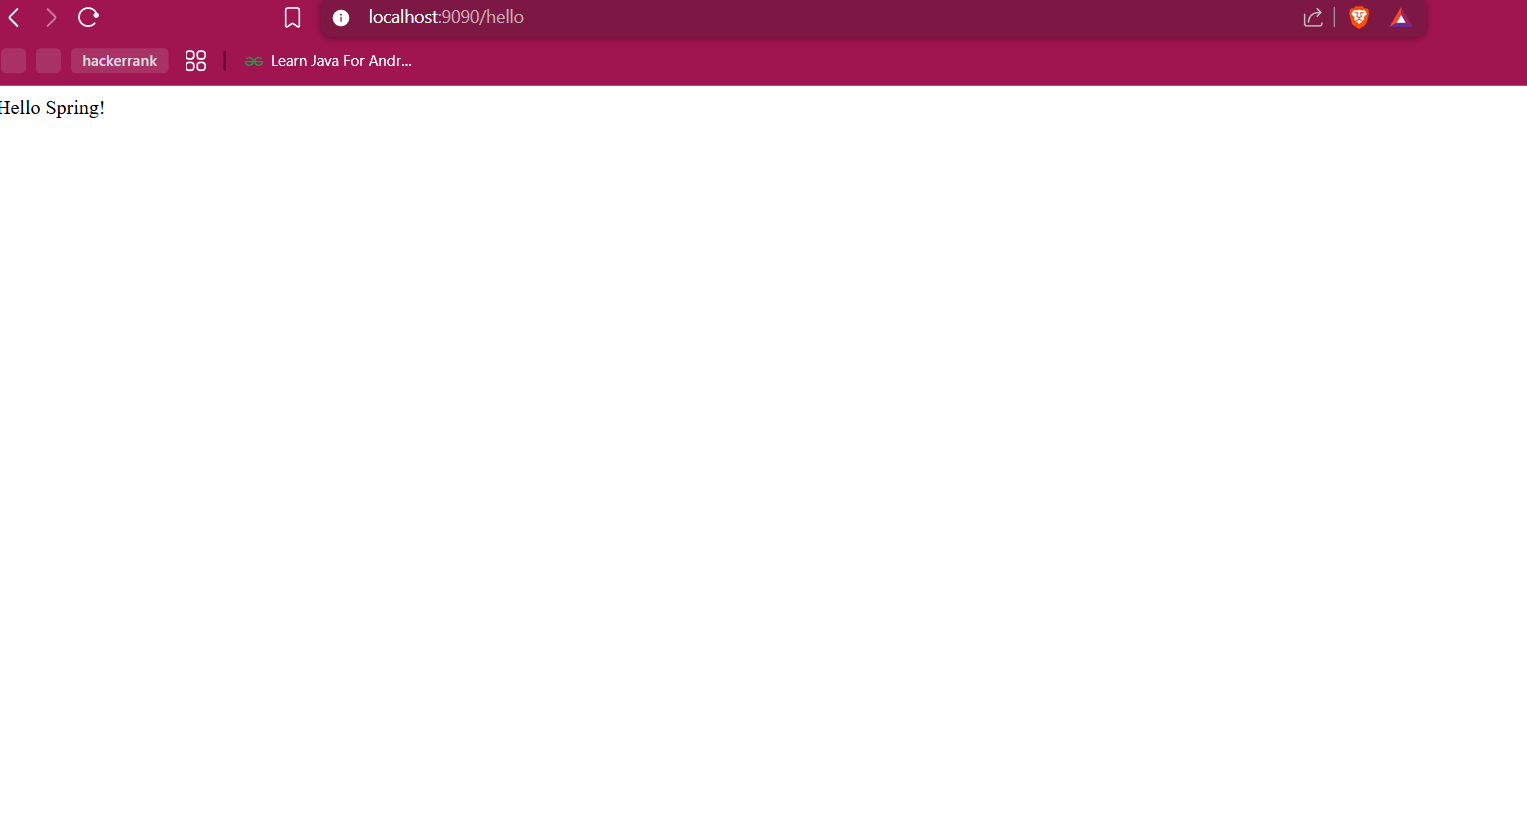 localhost:9090/hello
hackerrank
Learn Java For Andr...
Hello Spring!